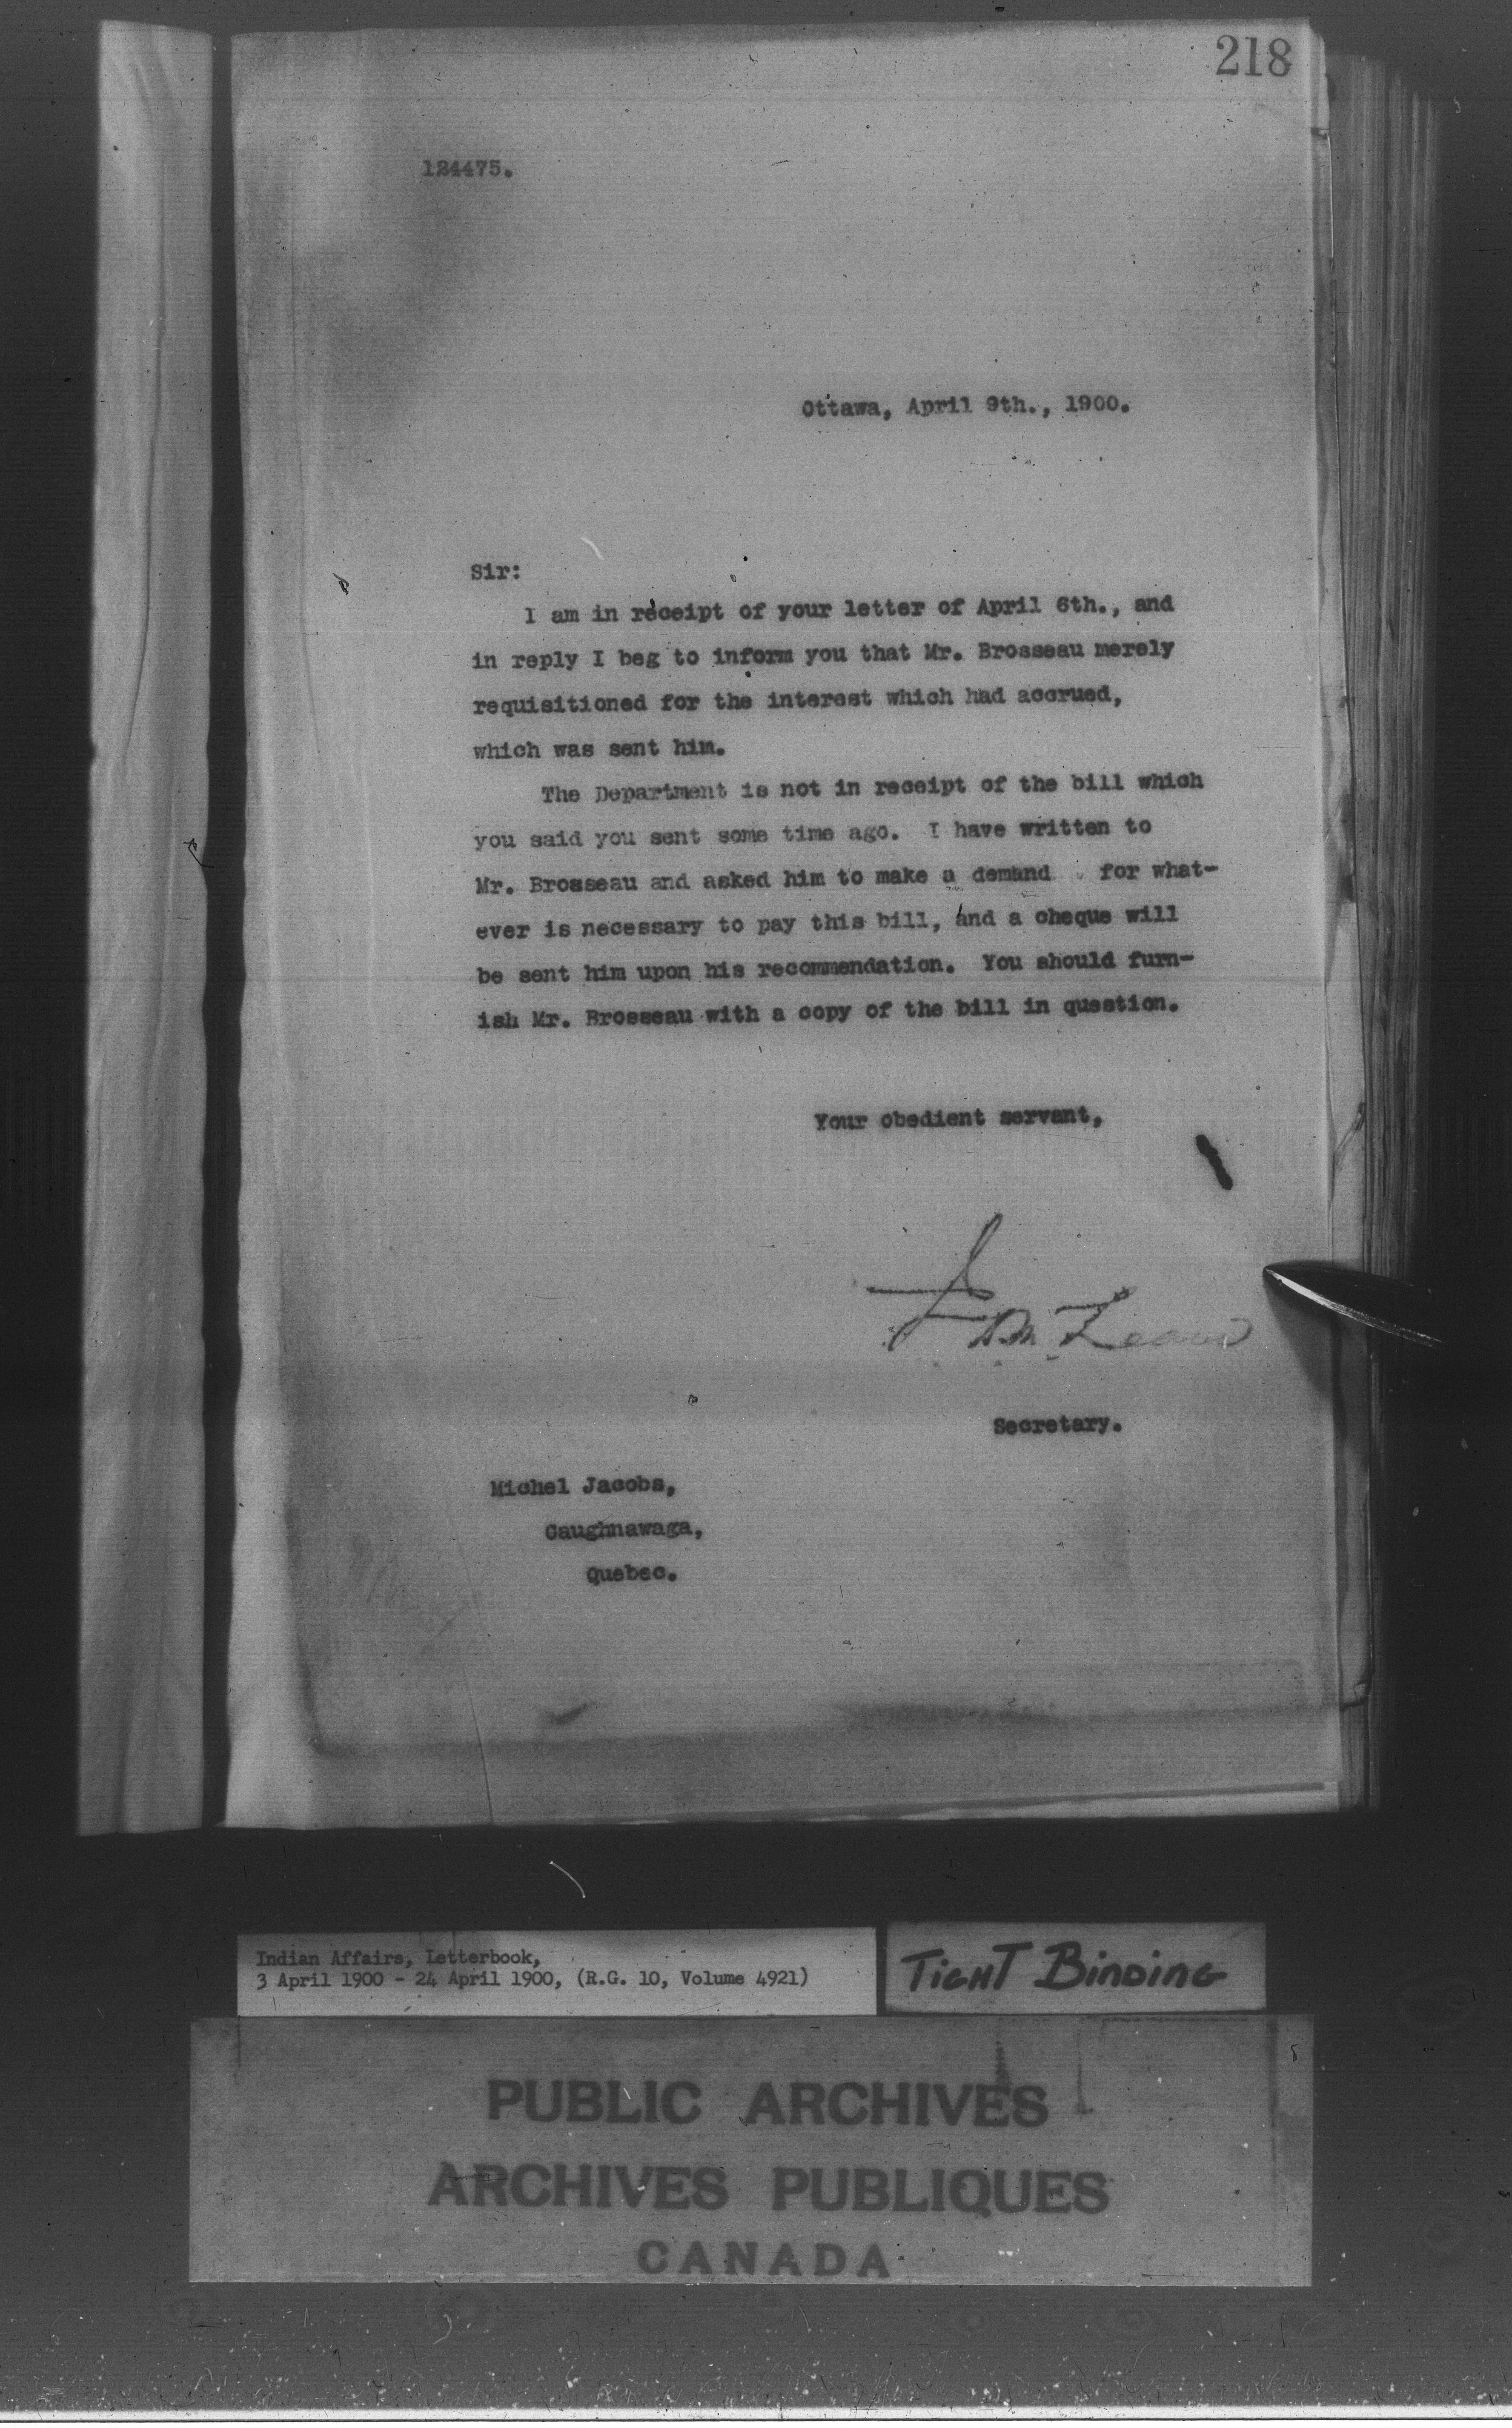 218
124475.
Ottawa, April 9th., 1900.
Sir:
I am in receipt of your letter of April 6th., and
in reply I beg to inform you that Mr. Brosseau merely
requisitioned for the interest which had accrued,
which was sent him.
The Department is not in receipt of the bill which
you said you sent some time ago. I have written to
Mr. Brosseau and asked him to make a demand for what-
ever is necessary to pay this bill, and a cheque will
be sent him upon his recommendation. You should furn-
ish Mr. Brosseau with a copy of the bill in question.
Your obedient servant,
McLean
Secretary.
Michel Jacobs,
Caughnawaga,
Quebec.
Indian Affairs, Letterbook,
3 April 1900 - 24 April 1900, (R.G. 10, Volume 4921)
TIGHT BINDING
PUBLIC ARCHIVES
ARCHIVES PUBLIQUES
CANADA